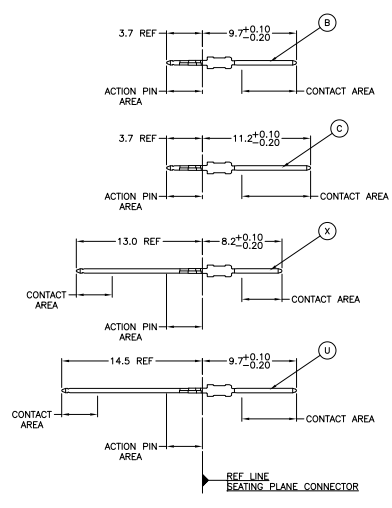 B
3.7 REF 9.7+0.10 −0.20
ACTION PIN AREA CONTACT AREA
C
3.7 REF 11.2+0.10 −0.20
ACTION PIN AREA CONTACT AREA
X
13.0 REF 8.2+0.10 −0.20
CONTACT AREA CONTACT AREA
ACTION PIN AREA
U
14.5 REF 9.7+0.10 −0.20
CONTACT AREA CONTACT AREA
ACTION PIN AREA
REF LINE
SEATING PLANE CONNECTOR